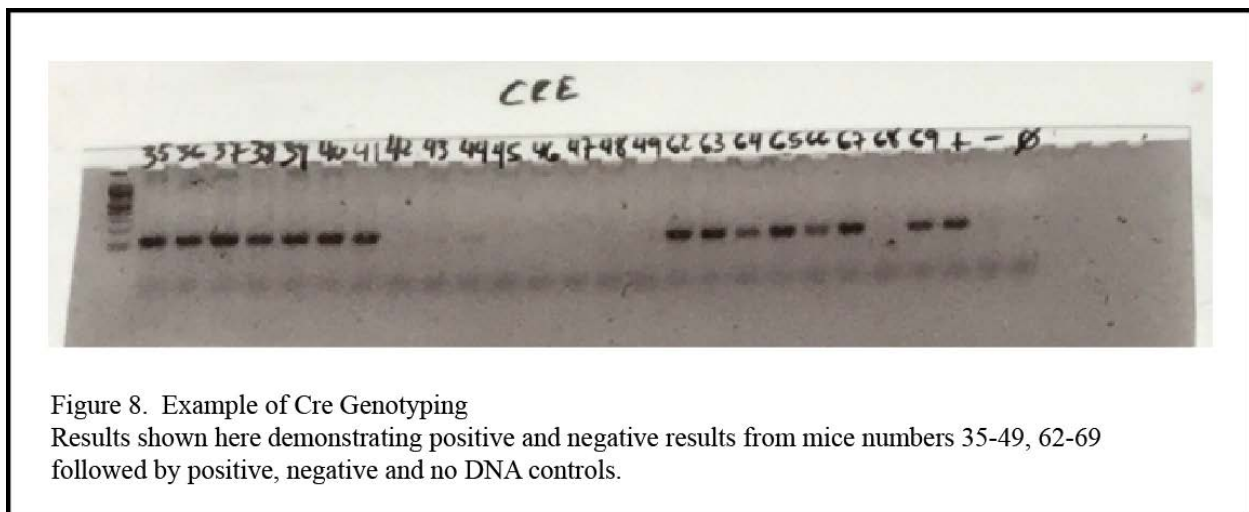 CRE
35 36 37 38 39 40 41 42 43 44 45 46 47 48 49 62 63 64 65 66 67 68 69 + - Ø
Figure 8. Example of Cre Genotyping
Results shown here demonstrating positive and negative results from mice numbers 35-49, 62-69
followed by positive, negative and no DNA controls.